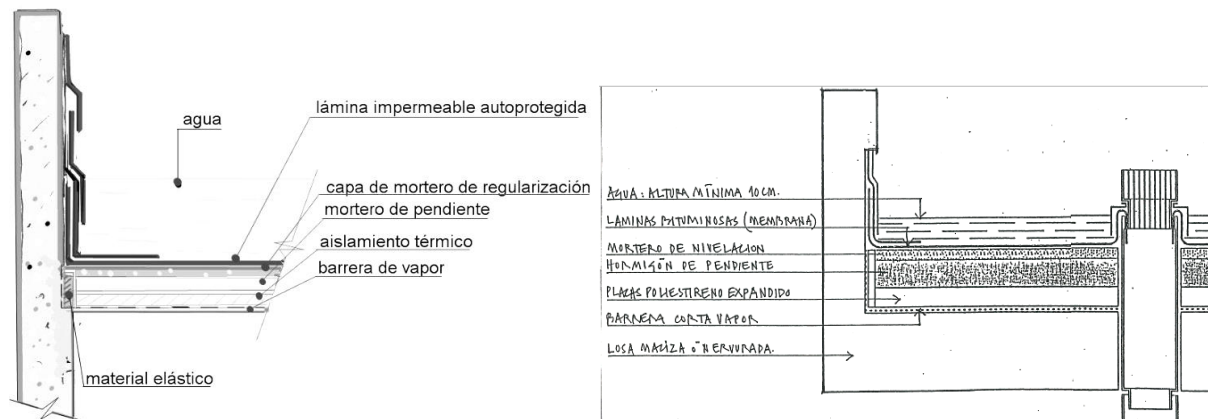 agua
lámina impermeable autoprotegida
capa de mortero de regularización
mortero de pendiente
aislamiento térmico
barrera de vapor
material elástico
AGUA: ALTURA MÍNIMA 10CM.
LAMINAS BITUMINOSAS (MEMBRANA)
MORTERO DE NIVELACION
HORMIGÓN DE PENDIENTE
PLACAS POLIESTIRENO EXPANDIDO
BARRERA CORTA VAPOR
LOSA MACIZA Ó NERVURADA.